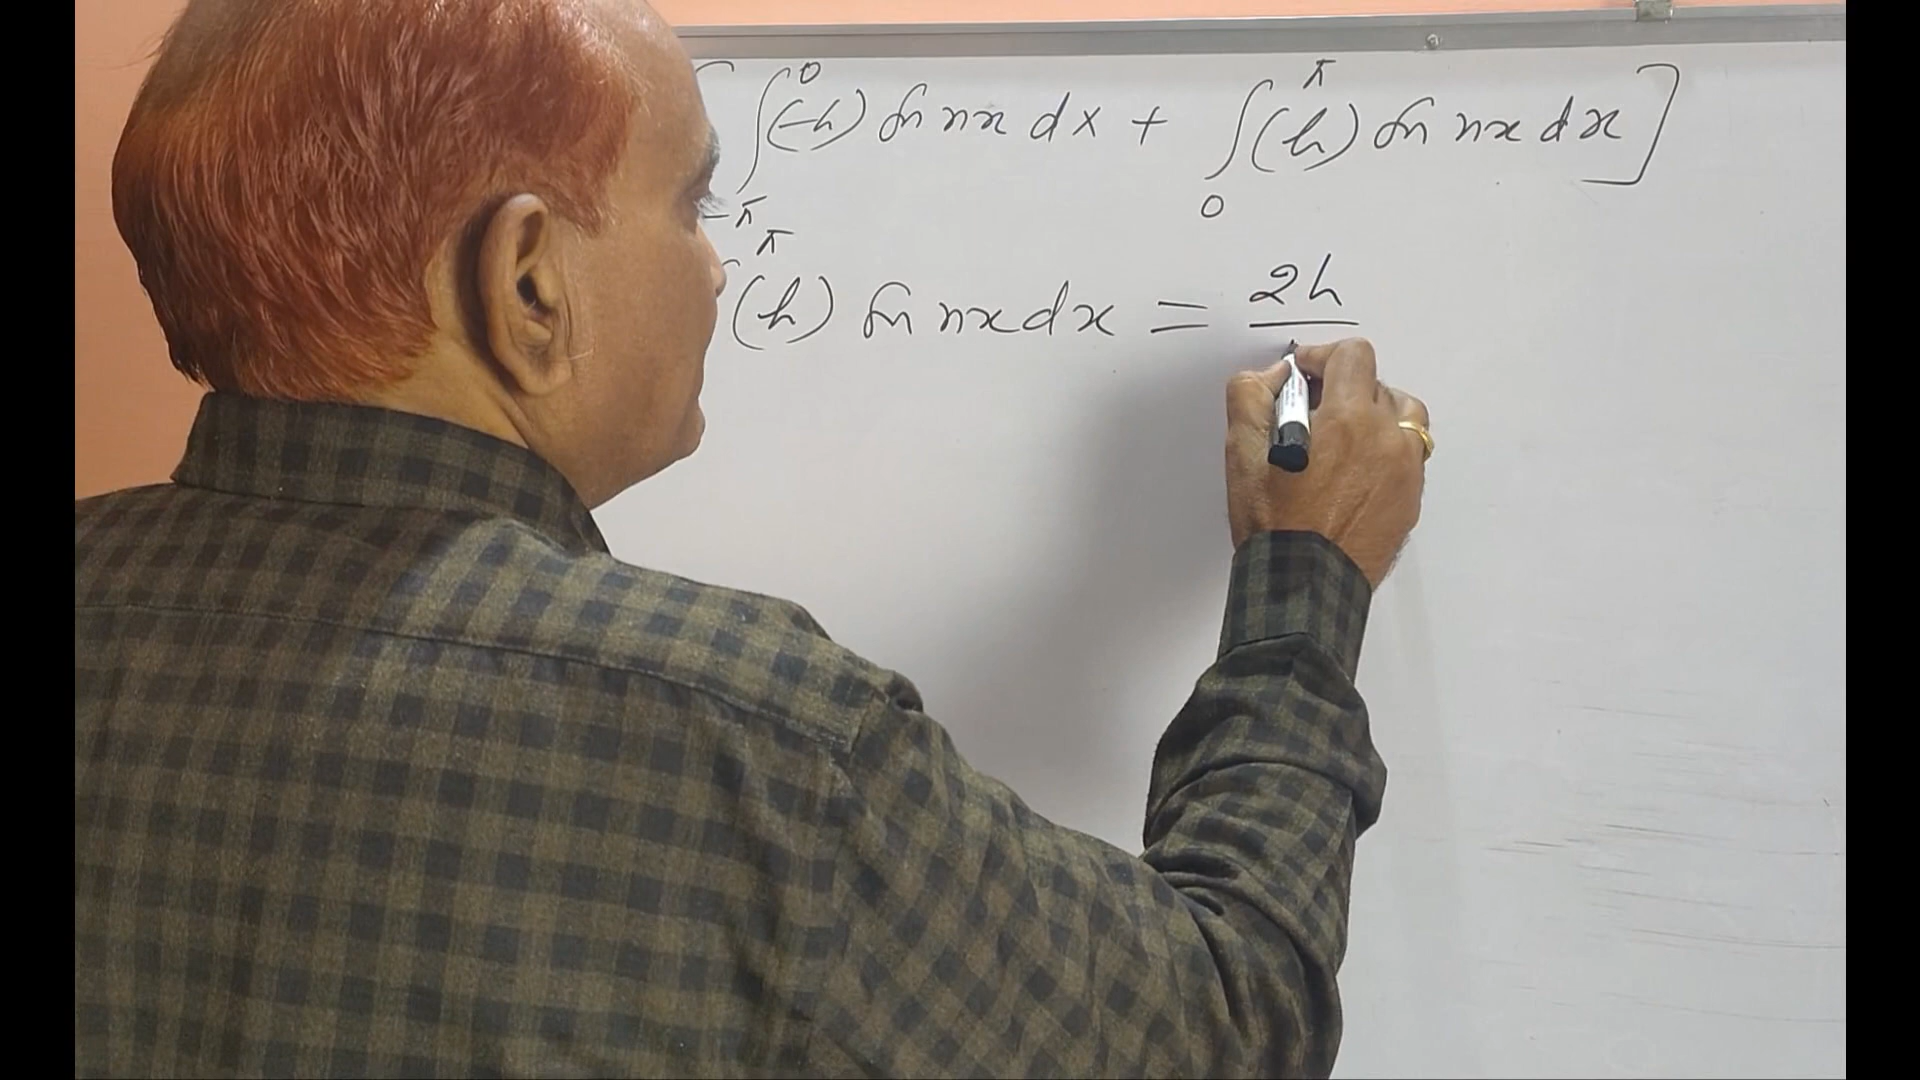 ∫_{-π}^{0} (-h) sin nx dx + ∫_{0}^{π} (h) sin nx dx ]
∫^{π} (h) sin nx dx = 2h/